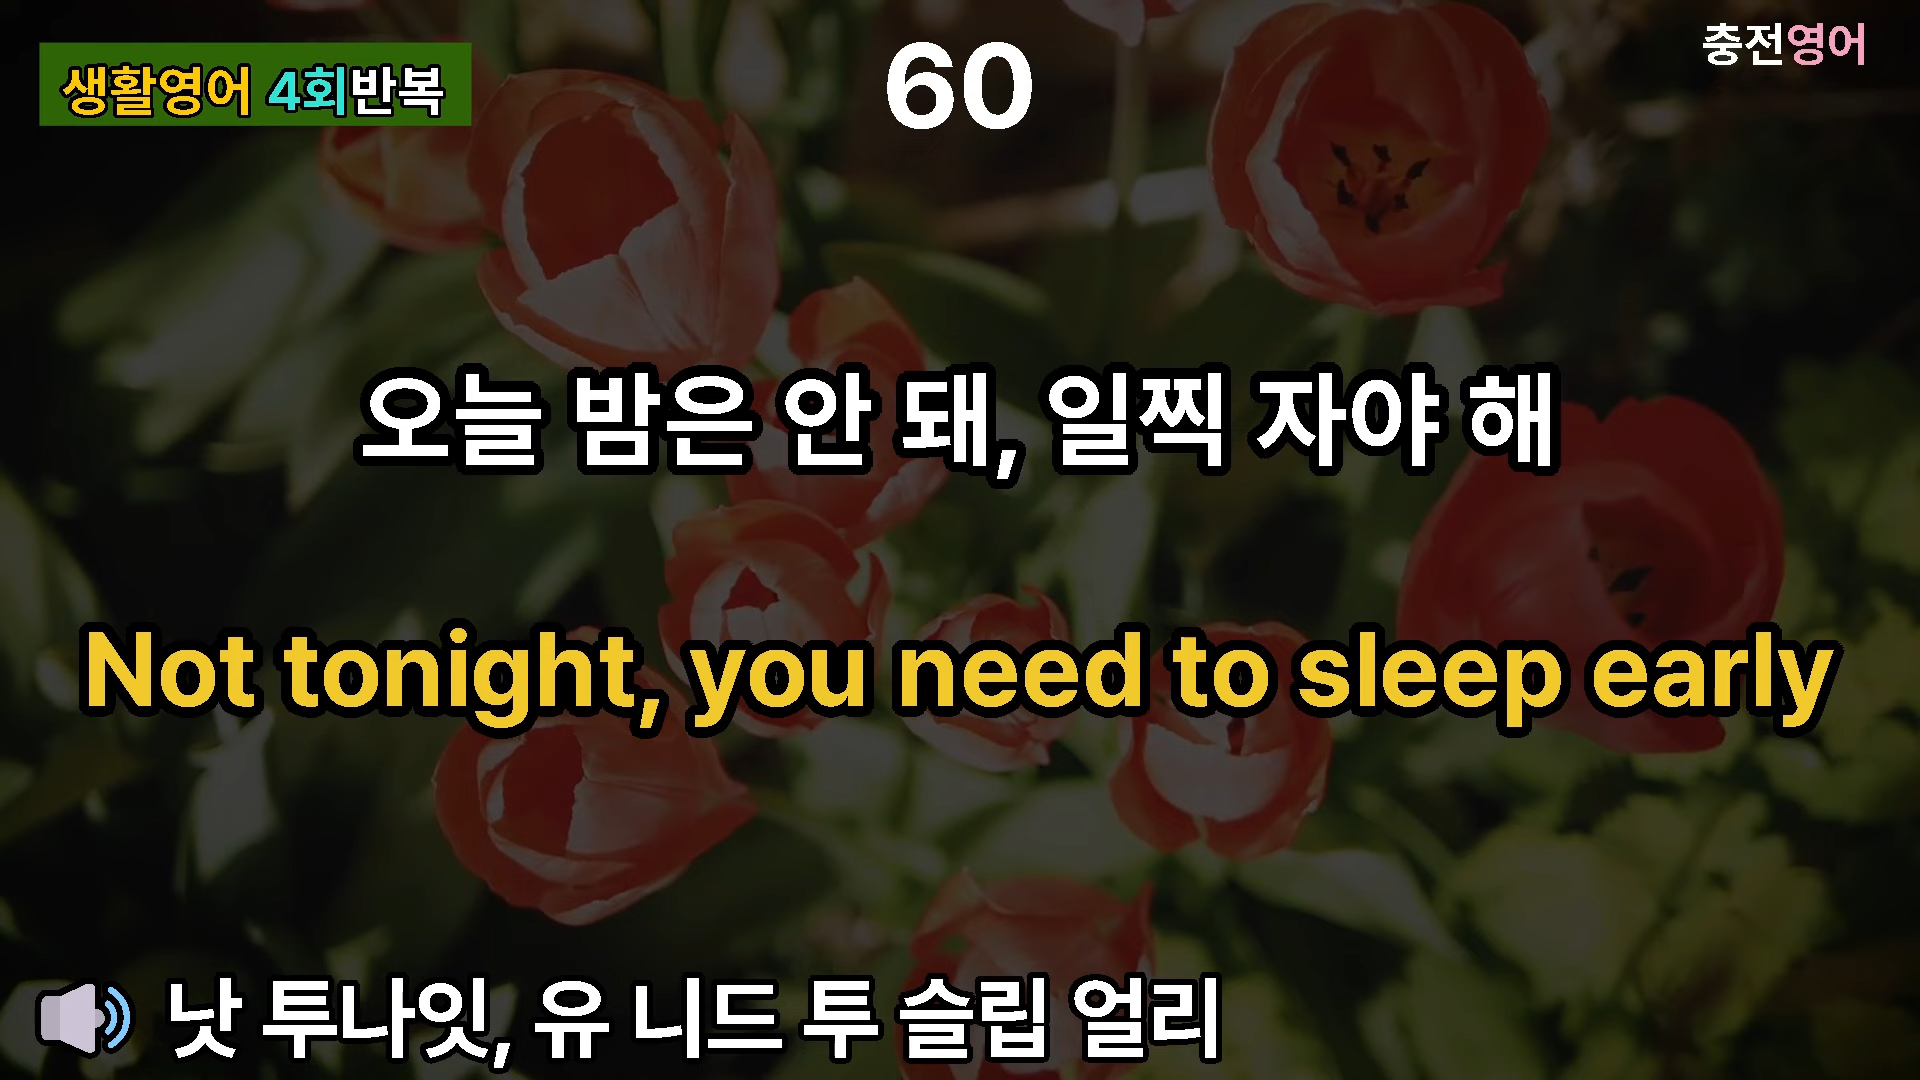 생활영어 4회반복
60
충전영어
오늘 밤은 안 돼, 일찍 자야 해
Not tonight, you need to sleep early
낫 투나잇, 유 니드 투 슬립 얼리